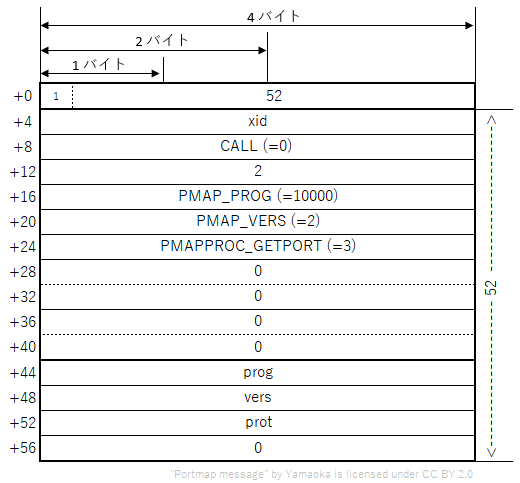 4 バイト
2 バイト
1 バイト
+0 1 52
+4 xid
+8 CALL (=0)
+12 2
+16 PMAP_PROG (=10000)
+20 PMAP_VERS (=2)
+24 PMAPPROC_GETPORT (=3)
+28 0
+32 0
+36 0
+40 0
+44 prog
+48 vers
+52 prot
+56 0
52
"Portmap message" by Yamaoka is licensed under CC BY 2.0